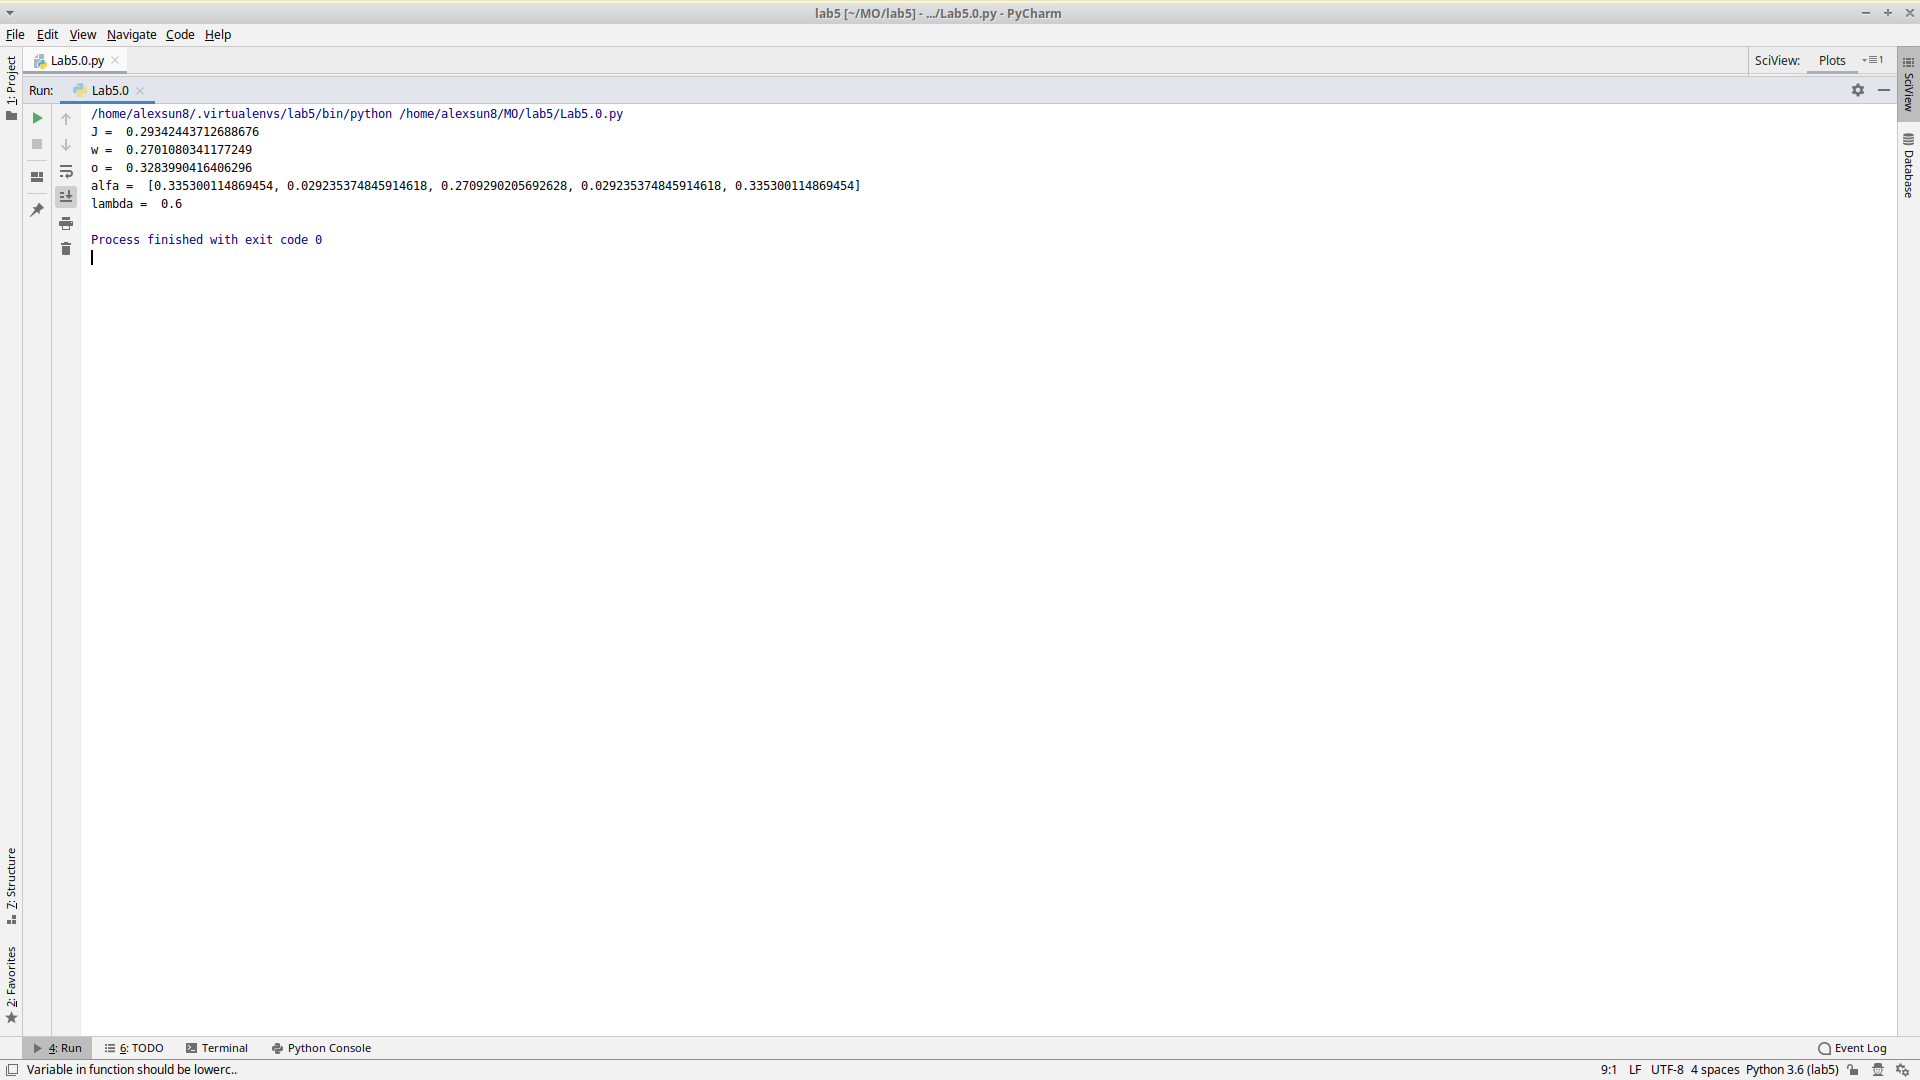 lab5 [~/MO/lab5] - .../Lab5.0.py - PyCharm
File Edit View Navigate Code Help
Lab5.0.py
SciView: Plots 1
Run: Lab5.0
/home/alexsun8/.virtualenvs/lab5/bin/python /home/alexsun8/MO/lab5/Lab5.0.py
J =  0.29342443712688676
w =  0.2701080341177249
o =  0.3283990416406296
alfa =  [0.335300114869454, 0.029235374845914618, 0.2709290205692628, 0.029235374845914618, 0.335300114869454]
lambda =  0.6
Process finished with exit code 0
1: Project
7: Structure
2: Favorites
SciView
Database
4: Run 6: TODO Terminal Python Console Event Log
Variable in function should be lowerc.. 9:1 LF UTF-8 4 spaces Python 3.6 (lab5)